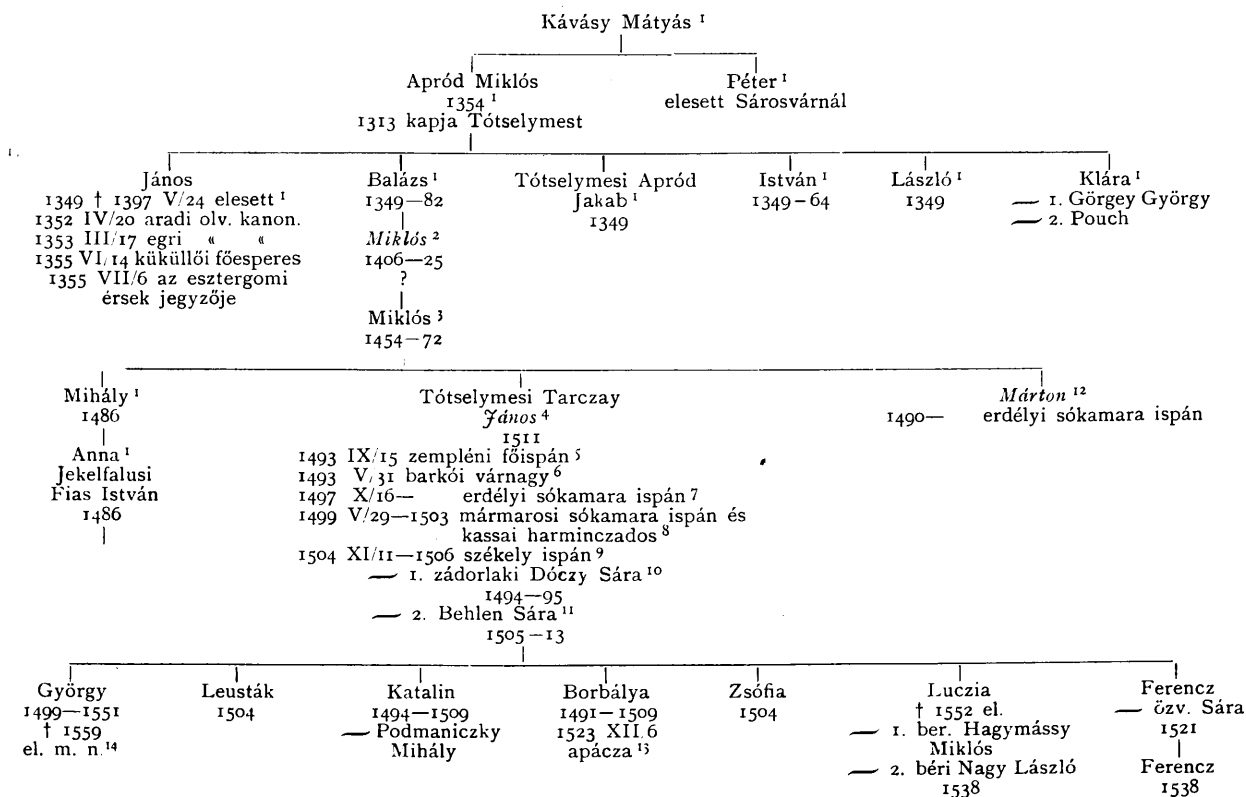 Kávásy Mátyás ¹
Apród Miklós
1354 ¹
1313 kapja Tótselymest
Péter ¹
elesett Sárosvárnál
János
1349 † 1397 V/24 elesett ¹
1352 IV/20 aradi olv. kanon.
1353 III/17 egri « «
1355 VI/14 küküllői főesperes
1355 VII/6 az esztergomi
érsek jegyzője
Balázs ¹
1349—82
Miklós ²
1406—25
?
Miklós ³
1454—72
Tótselymesi Apród
Jakab ¹
1349
István ¹
1349-64
László ¹
1349
Klára ¹
1. Görgey György
2. Pouch
Mihály ¹
1486
Anna ¹
Jekelfalusi
Fias István
1486
Tótselymesi Tarczay
János ⁴
1511
1493 IX/15 zempléni főispán ⁵
1493 V/31 barkói várnagy ⁶
1497 X/16— erdélyi sókamara ispán ⁷
1499 V/29—1503 mármarosi sókamara ispán és
kassai harminczados ⁸
1504 XI/11—1506 székely ispán ⁹
1. zádorlaki Dóczy Sára ¹⁰
1494—95
2. Behlen Sára ¹¹
1505—13
Márton ¹²
1490— erdélyi sókamara ispán
György
1499—1551
† 1559
el. m. n. ¹⁴
Leusták
1504
Katalin
1494—1509
Podmaniczky
Mihály
Borbálya
1491—1509
1523 XII/6
apácza ¹³
Zsófia
1504
Luczia
† 1552 el.
1. ber. Hagymássy
Miklós
2. béri Nagy László
1538
Ferencz
özv. Sára
1521
Ferencz
1538